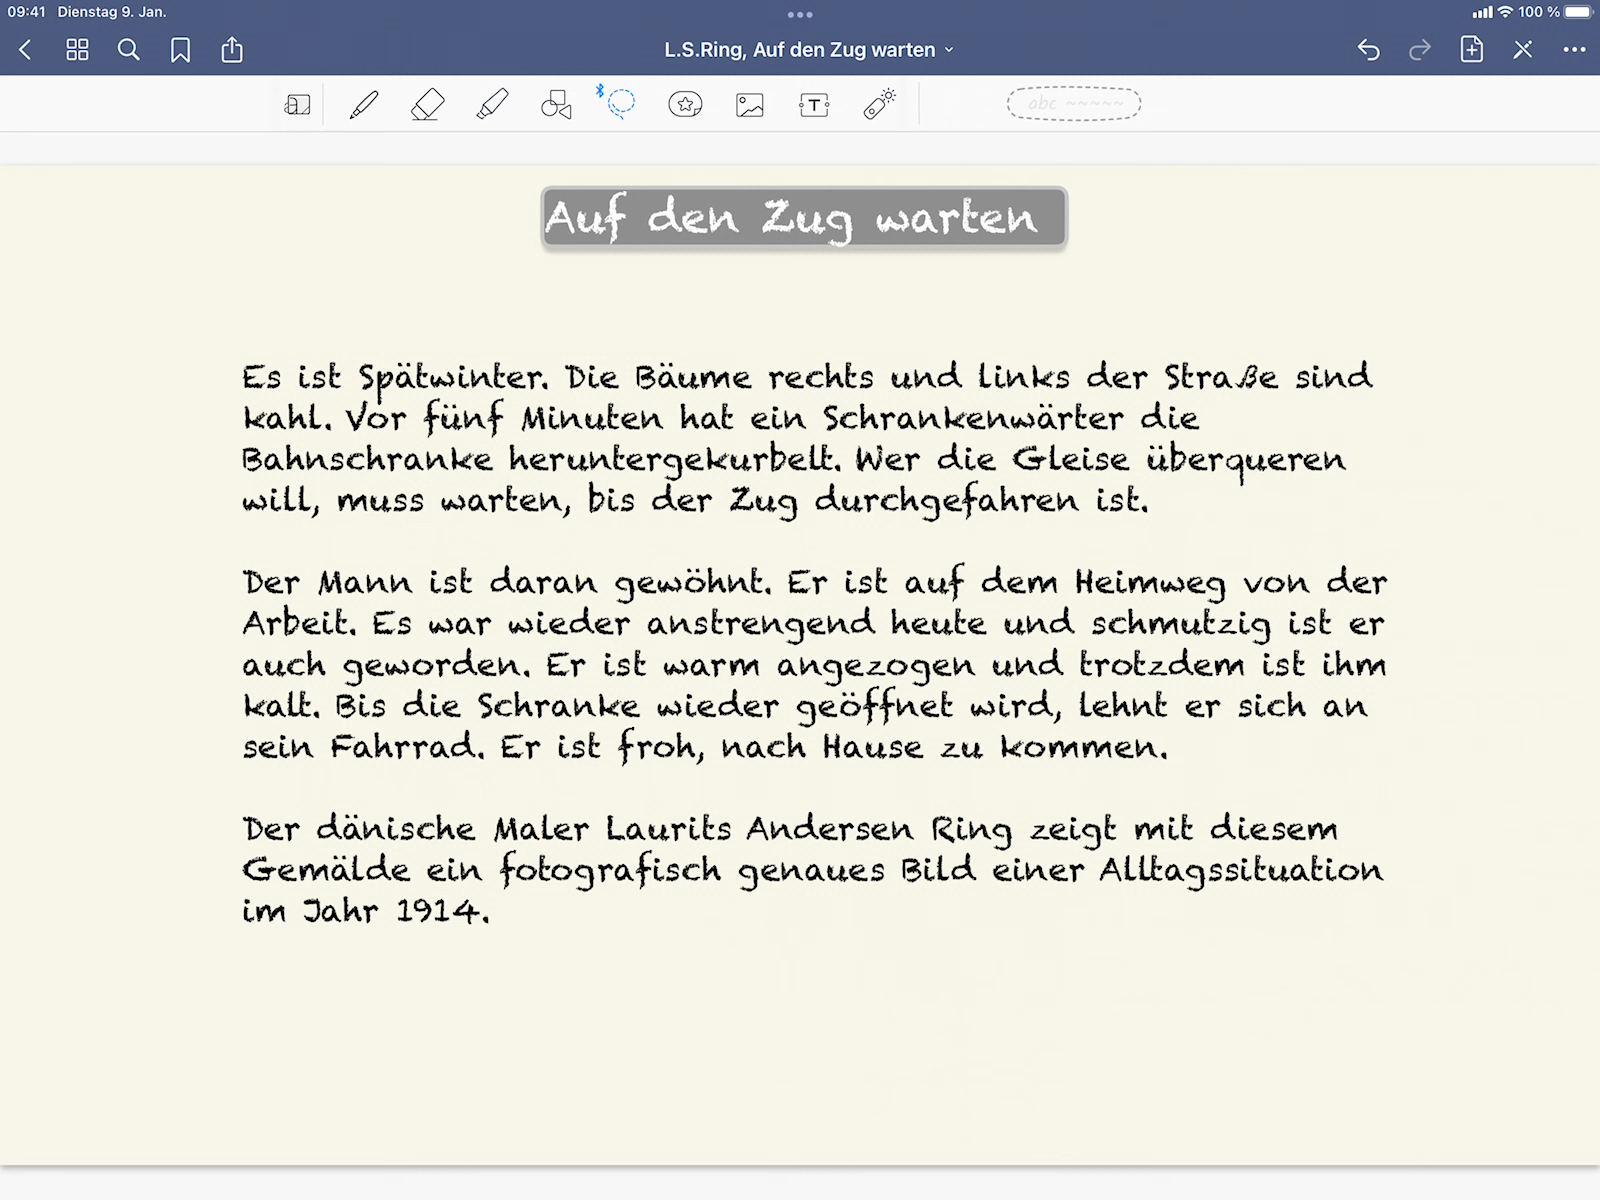 09:41 Dienstag 9. Jan.
100 %
L.S.Ring, Auf den Zug warten
T
abc
Auf den Zug warten
Es ist Spätwinter. Die Bäume rechts und links der Straße sind
kahl. Vor fünf Minuten hat ein Schrankenwärter die
Bahnschranke heruntergekurbelt. Wer die Gleise überqueren
will, muss warten, bis der Zug durchgefahren ist.
Der Mann ist daran gewöhnt. Er ist auf dem Heimweg von der
Arbeit. Es war wieder anstrengend heute und schmutzig ist er
auch geworden. Er ist warm angezogen und trotzdem ist ihm
kalt. Bis die Schranke wieder geöffnet wird, lehnt er sich an
sein Fahrrad. Er ist froh, nach Hause zu kommen.
Der dänische Maler Laurits Andersen Ring zeigt mit diesem
Gemälde ein fotografisch genaues Bild einer Alltagssituation
im Jahr 1914.